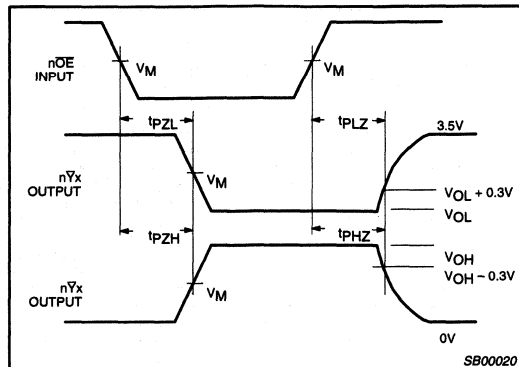 nOE
INPUT
VM
VM
tPZL
tPLZ
3.5V
nYx
OUTPUT
VM
VOL + 0.3V
VOL
tPZH
tPHZ
VOH
VOH – 0.3V
nYx
OUTPUT
VM
0V
SB00020